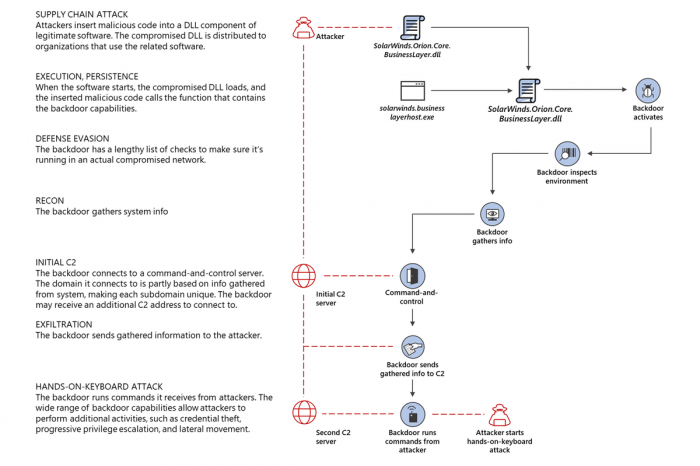 SUPPLY CHAIN ATTACK
Attackers insert malicious code into a DLL component of
legitimate software. The compromised DLL is distributed to
organizations that use the related software.
Attacker
SolarWinds.Orion.Core.
BusinessLayer.dll
EXECUTION, PERSISTENCE
When the software starts, the compromised DLL loads, and
the inserted malicious code calls the function that contains
the backdoor capabilities.
solarwinds.business
layerhost.exe
SolarWinds.Orion.Core.
BusinessLayer.dll
Backdoor
activates
DEFENSE EVASION
The backdoor has a lengthy list of checks to make sure it's
running in an actual compromised network.
Backdoor inspects
environment
RECON
The backdoor gathers system info
Backdoor
gathers info
INITIAL C2
The backdoor connects to a command-and-control server.
The domain it connects to is partly based on info gathered
from system, making each subdomain unique. The backdoor
may receive an additional C2 address to connect to.
Initial C2
server
Command-and-
control
EXFILTRATION
The backdoor sends gathered information to the attacker.
Backdoor sends
gathered info to C2
HANDS-ON-KEYBOARD ATTACK
The backdoor runs commands it receives from attackers. The
wide range of backdoor capabilities allow attackers to
perform additional activities, such as credential theft,
progressive privilege escalation, and lateral movement.
Second C2
server
Backdoor runs
commands from
attacker
Attacker starts
hands-on-keyboard
attack